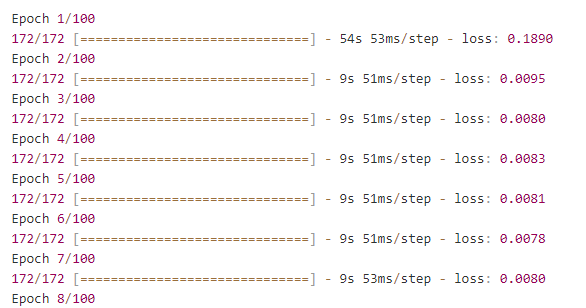 Epoch 1/100
172/172 [==============================] - 54s 53ms/step - loss: 0.1890
Epoch 2/100
172/172 [==============================] - 9s 51ms/step - loss: 0.0095
Epoch 3/100
172/172 [==============================] - 9s 51ms/step - loss: 0.0080
Epoch 4/100
172/172 [==============================] - 9s 51ms/step - loss: 0.0083
Epoch 5/100
172/172 [==============================] - 9s 51ms/step - loss: 0.0081
Epoch 6/100
172/172 [==============================] - 9s 51ms/step - loss: 0.0078
Epoch 7/100
172/172 [==============================] - 9s 53ms/step - loss: 0.0080
Epoch 8/100